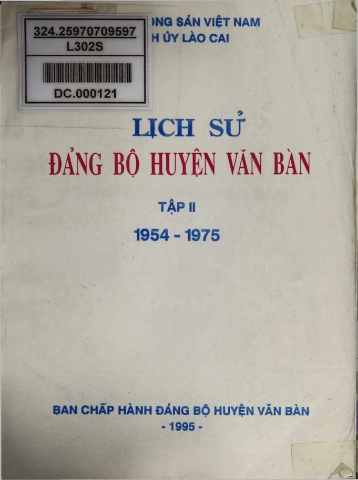 324.25970709597
L302S
DC.000121
ỘNG SẢN VIỆT NAM
H ỦY LÀO CAI
LỊCH SỬ
ĐẢNG BỘ HUYỆN VĂN BÀN
TẬP II
1954 - 1975
BAN CHẤP HÀNH ĐẢNG BỘ HUYỆN VĂN BÀN
- 1995 -